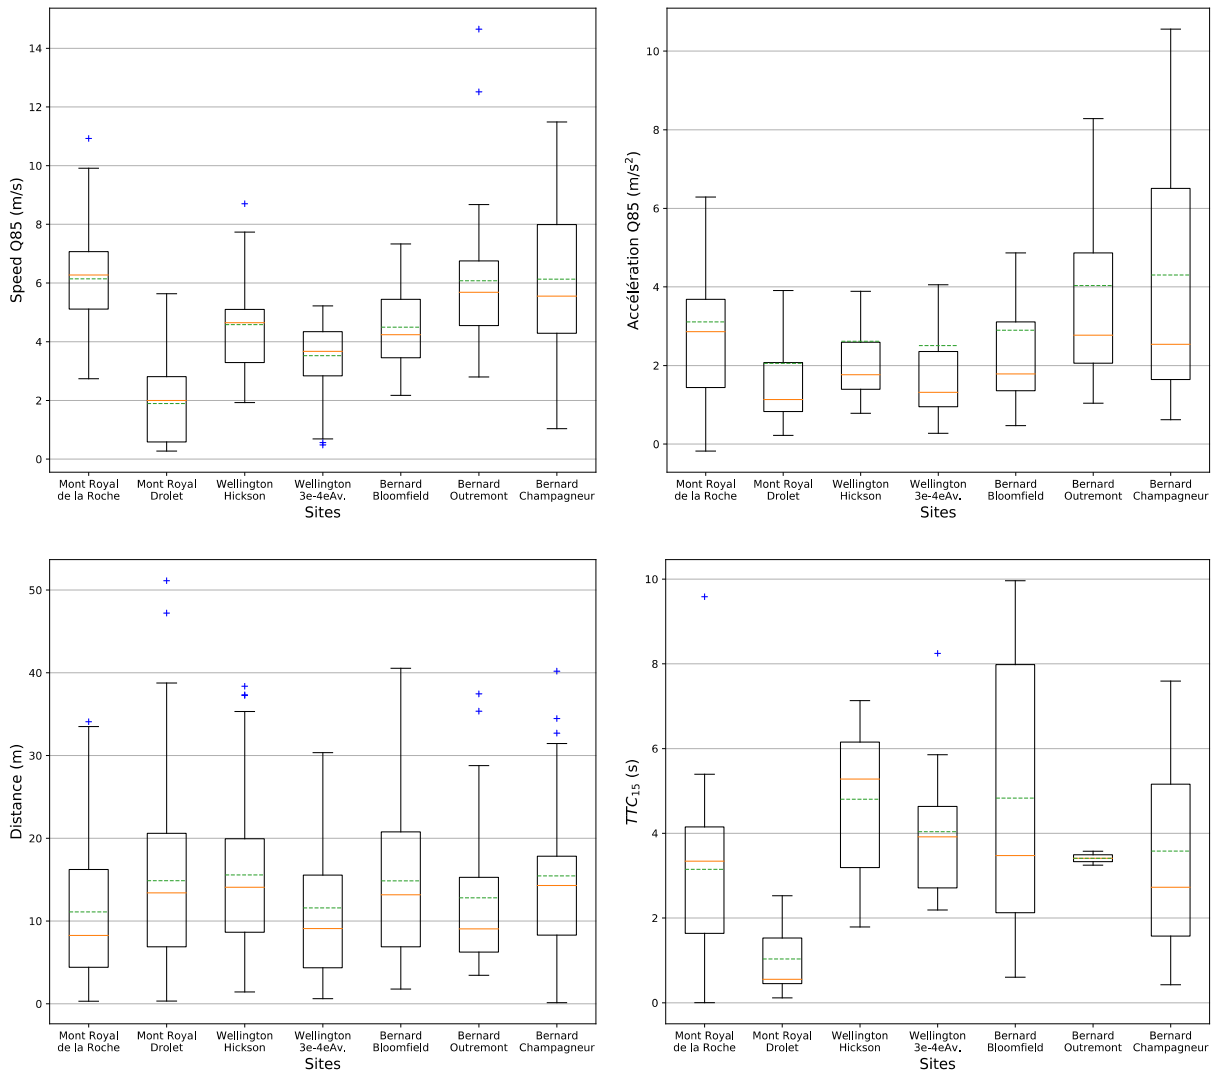 14
12
10
8
6
4
2
0
Speed Q85 (m/s)
Mont Royal
de la Roche
Mont Royal
Drolet
Wellington
Hickson
Wellington
3e-4eAv.
Bernard
Bloomfield
Bernard
Outremont
Bernard
Champagneur
Sites
10
8
6
4
2
0
Accélération Q85 (m/s²)
Mont Royal
de la Roche
Mont Royal
Drolet
Wellington
Hickson
Wellington
3e-4eAv.
Bernard
Bloomfield
Bernard
Outremont
Bernard
Champagneur
Sites
50
40
30
20
10
0
Distance (m)
Mont Royal
de la Roche
Mont Royal
Drolet
Wellington
Hickson
Wellington
3e-4eAv.
Bernard
Bloomfield
Bernard
Outremont
Bernard
Champagneur
Sites
10
8
6
4
2
0
TTC₁₅ (s)
Mont Royal
de la Roche
Mont Royal
Drolet
Wellington
Hickson
Wellington
3e-4eAv.
Bernard
Bloomfield
Bernard
Outremont
Bernard
Champagneur
Sites